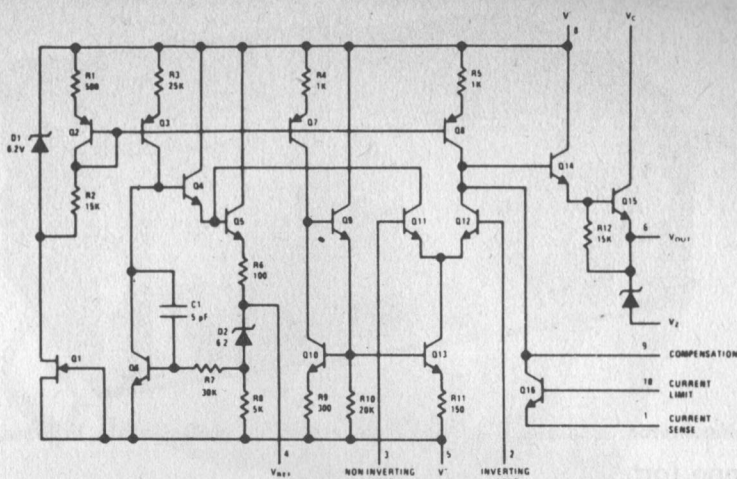 V+ 8
VC
R1 500
R3 25K
R4 1K
R5 1K
D1 6.2V
Q2
Q3
Q7
Q8
Q14
Q4
Q15
R2 15K
Q5
Q9
Q11
Q12
R12 15K
6 VOUT
R6 100
C1 5 pF
VZ
D2 6.2
9 COMPENSATION
Q1
Q6
R7 30K
Q10
Q13
Q16
10 CURRENT LIMIT
R8 5K
R9 300
R10 20K
R11 150
1 CURRENT SENSE
4 VREF
3 NON INVERTING
5 V-
2 INVERTING